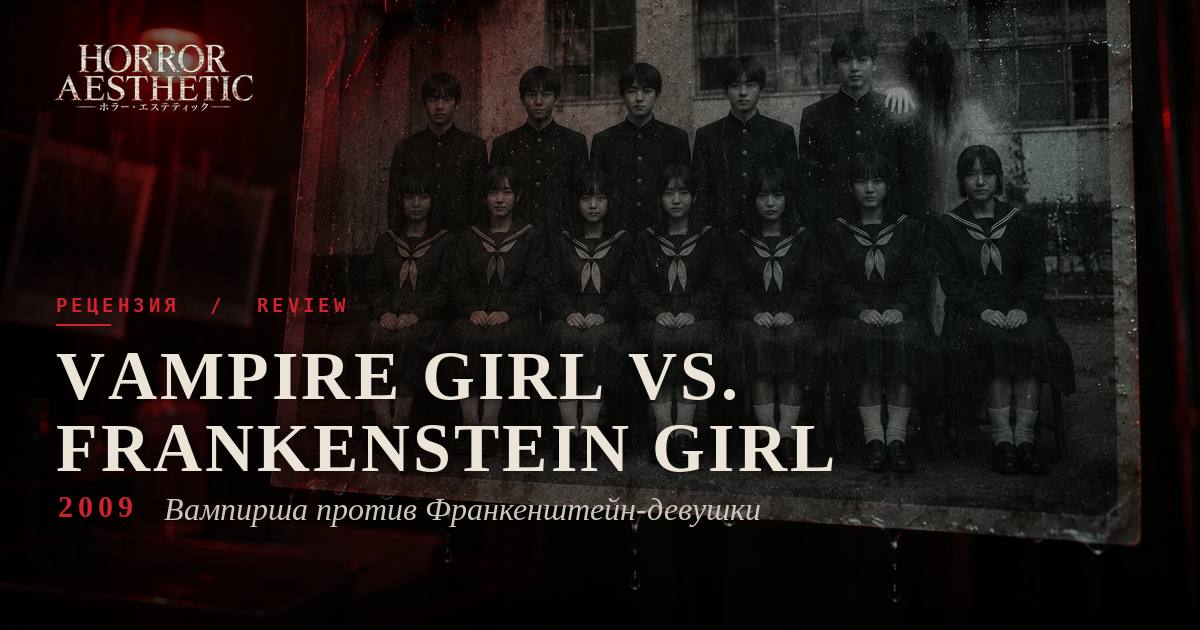 HORROR
AESTHETIC
ホラー・エステティック
РЕЦЕНЗИЯ / REVIEW
VAMPIRE GIRL VS.
FRANKENSTEIN GIRL
2009 Вампирша против Франкенштейн-девушки